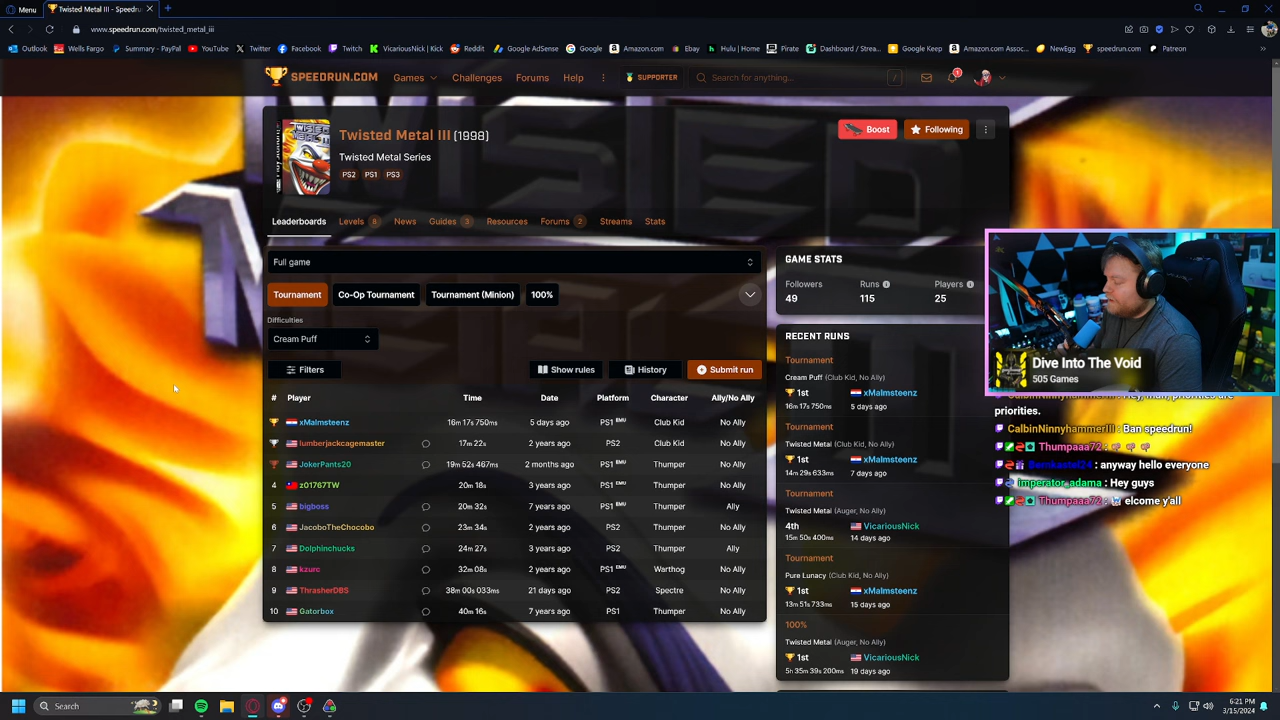 Menu
Twisted Metal III - Speedru
www.speedrun.com/twisted_metal_iii
Outlook Wells Fargo Summary - PayPal YouTube Twitter Facebook Twitch VicariousNick | Kick Reddit Google AdSense Google Amazon.com Ebay Hulu | Home Pirate Dashboard / Strea... Google Keep Amazon.com Assoc... NewEgg speedrun.com Patreon
SPEEDRUN.COM Games Challenges Forums Help SUPPORTER Search for anything... /
1
Twisted Metal III (1998)
Twisted Metal Series
PS2 PS1 PS3
Boost Following
Leaderboards Levels 8 News Guides 3 Resources Forums 2 Streams Stats
Full game
Tournament Co-Op Tournament Tournament (Minion) 100%
Difficulties
Cream Puff
Filters Show rules History Submit run
# Player Time Date Platform Character Ally/No Ally
xMalmsteenz 16m 17s 750ms 5 days ago PS1 EMU Club Kid No Ally
lumberjackcagemaster 17m 22s 2 years ago PS2 Club Kid No Ally
JokerPants20 19m 52s 467ms 2 months ago PS1 EMU Thumper No Ally
4 z01767TW 20m 18s 3 years ago PS1 EMU Thumper No Ally
5 bigboss 20m 32s 7 years ago PS1 EMU Thumper Ally
6 JacoboTheChocobo 23m 34s 2 years ago PS2 Thumper No Ally
7 Dolphinchucks 24m 27s 3 years ago PS2 Thumper Ally
8 kzurc 32m 08s 2 years ago PS1 EMU Warthog No Ally
9 ThrasherDBS 38m 00s 033ms 21 days ago PS2 Spectre No Ally
10 Gatorbox 40m 16s 7 years ago PS1 Thumper No Ally
GAME STATS
Followers Runs Players
49 115 25
RECENT RUNS
Tournament
Cream Puff (Club Kid, No Ally)
1st xMalmsteenz
16m 17s 750ms 5 days ago
Tournament
Twisted Metal (Club Kid, No Ally)
1st xMalmsteenz
14m 29s 633ms 7 days ago
Tournament
Twisted Metal (Auger, No Ally)
4th VicariousNick
15m 50s 400ms 14 days ago
Tournament
Pure Lunacy (Club Kid, No Ally)
1st xMalmsteenz
13m 51s 733ms 15 days ago
100%
Twisted Metal (Auger, No Ally)
1st VicariousNick
5h 35m 39s 200ms 19 days ago
Dive Into The Void
505 Games
priorities.
CalbinNinnyhammerIII: Ban speedrun!
Thumpaaa72:
Bernkastel24: anyway hello everyone
imperator_adama: Hey guys
Thumpaaa72: elcome y'all
Search
6:21 PM
3/15/2024